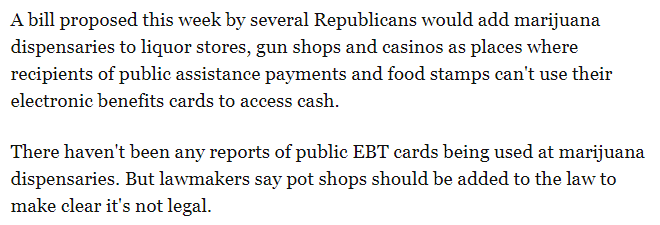 A bill proposed this week by several Republicans would add marijuana
dispensaries to liquor stores, gun shops and casinos as places where
recipients of public assistance payments and food stamps can't use their
electronic benefits cards to access cash.
There haven't been any reports of public EBT cards being used at marijuana
dispensaries. But lawmakers say pot shops should be added to the law to
make clear it's not legal.